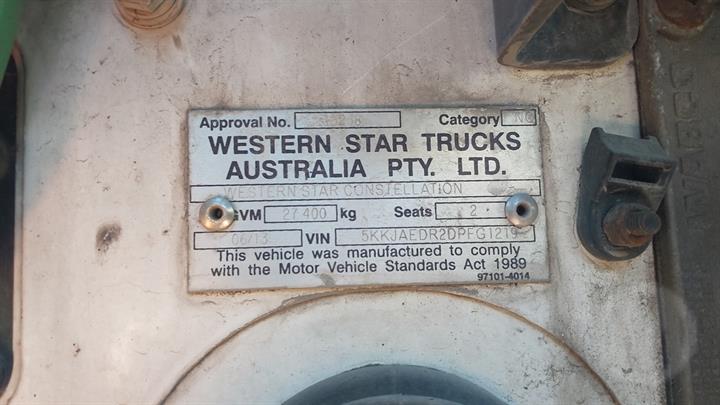 Approval No. Category NC
WESTERN STAR TRUCKS
AUSTRALIA PTY. LTD.
WESTERN STAR CONSTELLATION
GVM 27 400 kg Seats 2
06/13 VIN 5KKJAEDR2DPFG1219
This vehicle was manufactured to comply
with the Motor Vehicle Standards Act 1989
97101-4014